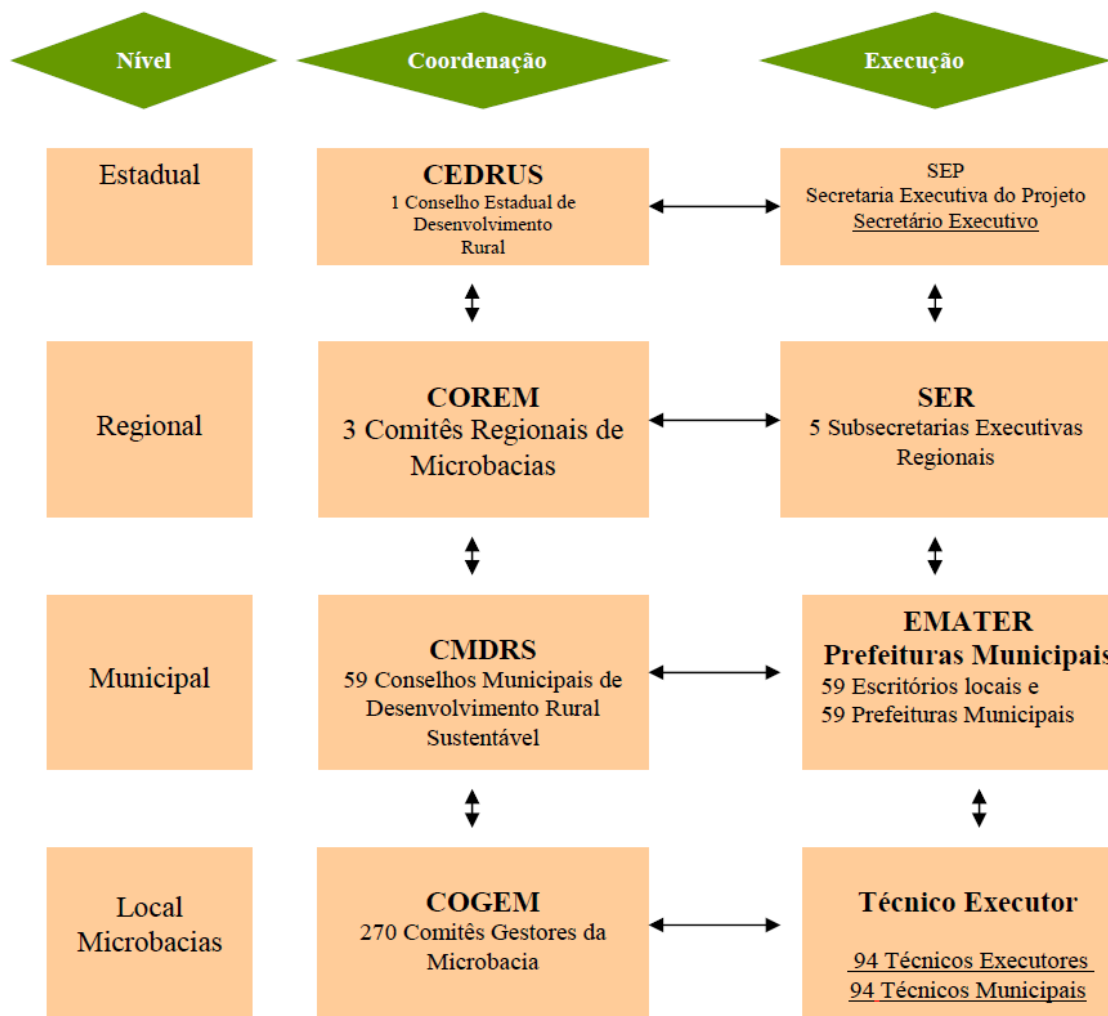 Nível
Coordenação
Execução
Estadual
CEDRUS
1 Conselho Estadual de
Desenvolvimento
Rural
SEP
Secretaria Executiva do Projeto
Secretário Executivo
Regional
COREM
3 Comitês Regionais de
Microbacias
SER
5 Subsecretarias Executivas
Regionais
Municipal
CMDRS
59 Conselhos Municipais de
Desenvolvimento Rural
Sustentável
EMATER
Prefeituras Municipais
59 Escritórios locais e
59 Prefeituras Municipais
Local
Microbacias
COGEM
270 Comitês Gestores da
Microbacia
Técnico Executor
94 Técnicos Executores
94 Técnicos Municipais